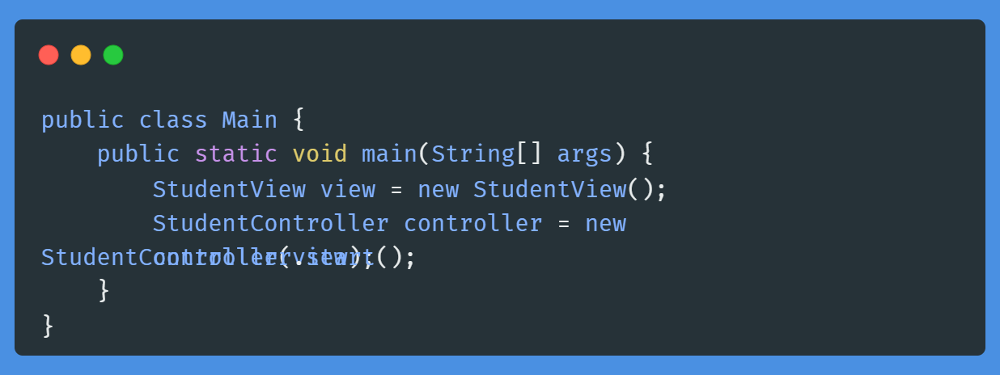 public class Main {
public static void main(String[] args) {
StudentView view = new StudentView();
StudentController controller = new
StudentController(view);
controller.start();
}
}